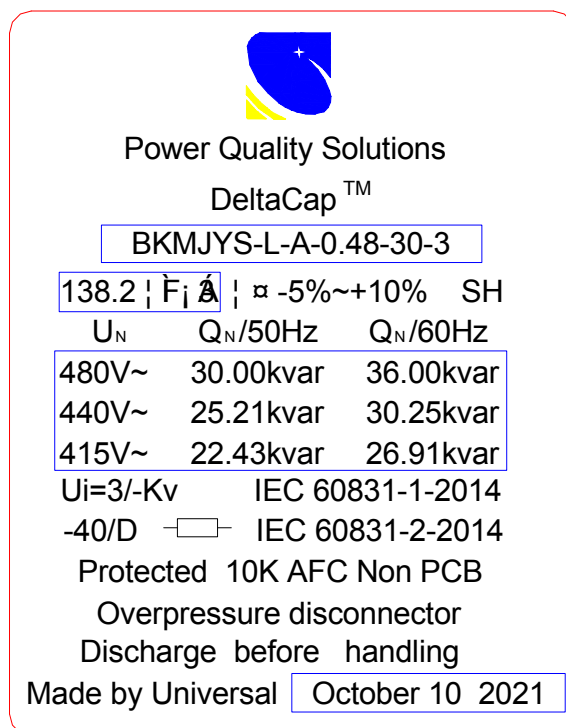 Power Quality Solutions
DeltaCap TM
BKMJYS-L-A-0.48-30-3
138.2 ¦ -5%~+10% SH
UN QN/50Hz QN/60Hz
480V~ 30.00kvar 36.00kvar
440V~ 25.21kvar 30.25kvar
415V~ 22.43kvar 26.91kvar
Ui=3/-Kv IEC 60831-1-2014
-40/D IEC 60831-2-2014
Protected 10K AFC Non PCB
Overpressure disconnector
Discharge before handling
Made by Universal October 10 2021